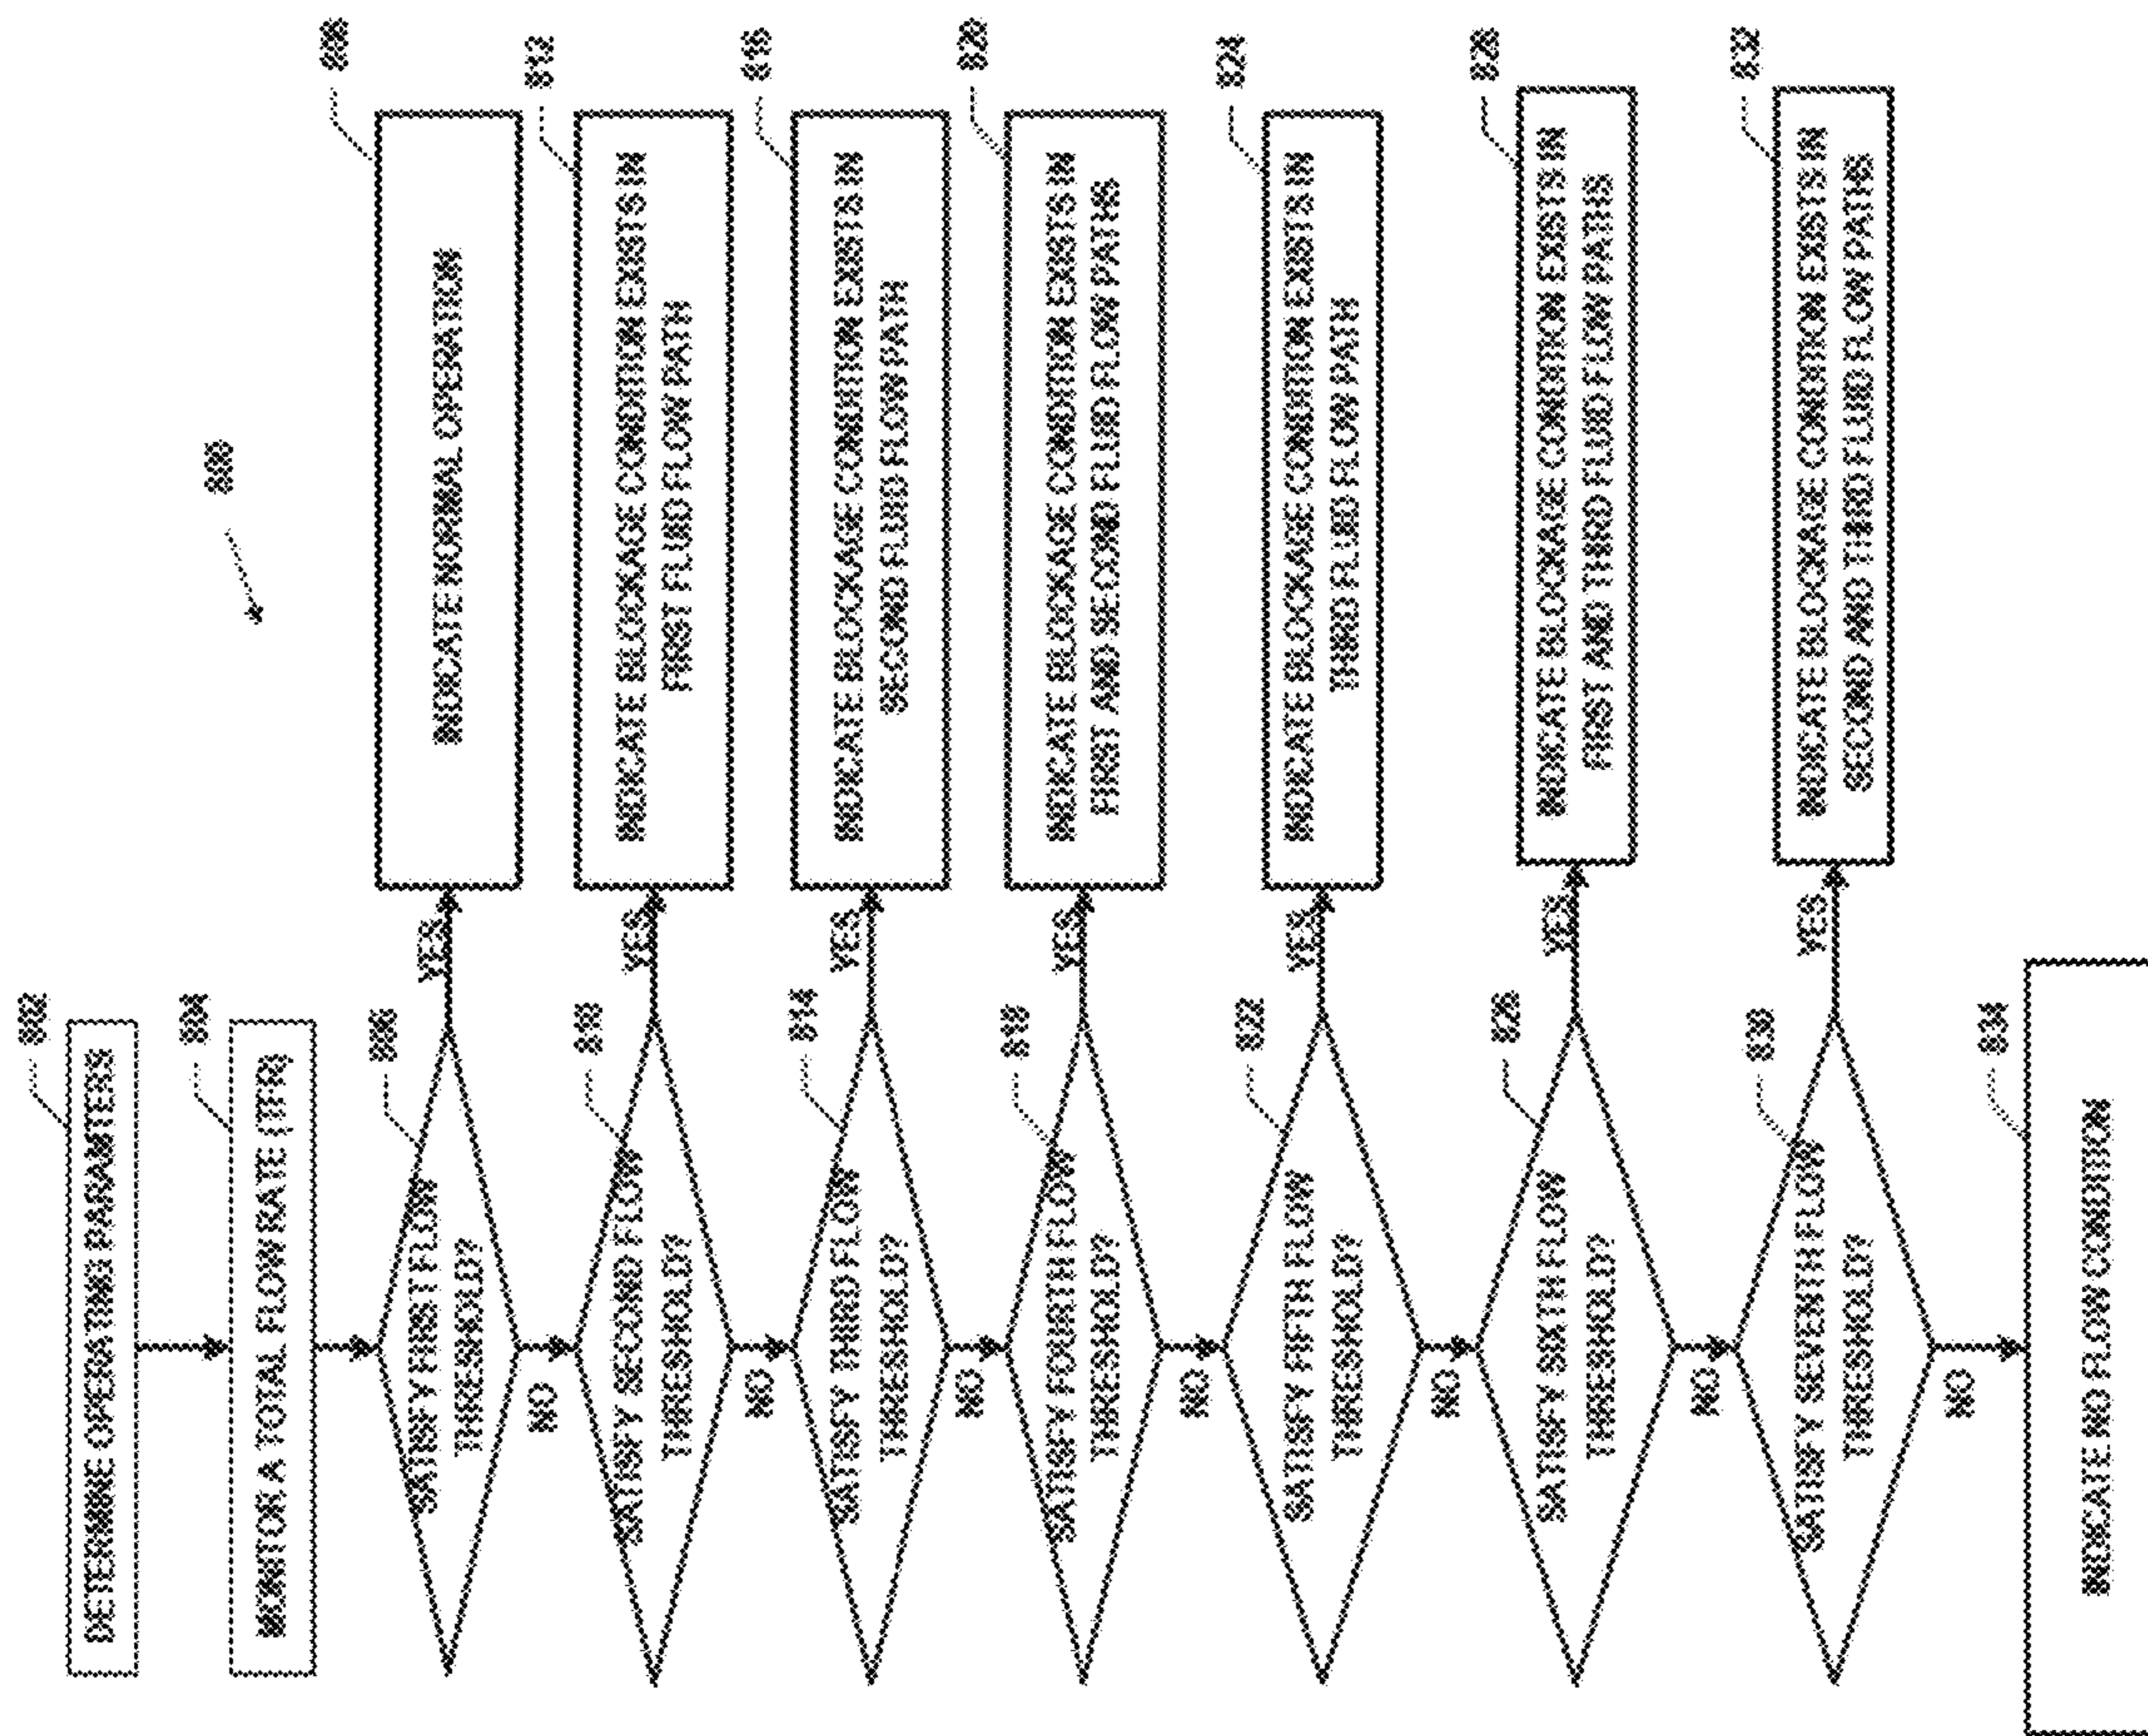 800
802
DETERMINE OPERATING PARAMTERS
804
MONITOR A TOTAL FLOW RATE (TFR)
806
SATISFY FIRST FLOW
THRESHOLD?
YES
808
INDICATE NORMAL OPERATION
NO
810
SATISFY SECOND FLOW
THRESHOLD?
YES
812
INDICATE BLOCKAGE CONDITION EXISTS IN
FIRST FLUID FLOW PATH
NO
814
SATISFY THIRD FLOW
THRESHOLD?
YES
816
INDICATE BLOCKAGE CONDITION EXISTS IN
SECOND FLUID FLOW PATH
NO
818
SATISFY FOURTH FLOW
THRESHOLD?
YES
820
INDICATE BLOCKAGE CONDITION EXISTS IN
FIRST AND SECOND FLUID FLOW PATHS
NO
822
SATISFY FIFTH FLOW
THRESHOLD?
YES
824
INDICATE BLOCKAGE CONDITION EXISTS IN
THIRD FLUID FLOW PATH
NO
826
SATISFY SIXTH FLOW
THRESHOLD?
YES
828
INDICATE BLOCKAGE CONDITION EXISTS IN
FIRST AND THIRD FLUID FLOW PATHS
NO
830
SATISFY SEVENTH FLOW
THRESHOLD?
YES
832
INDICATE BLOCKAGE CONDITION EXISTS IN
SECOND AND THIRD FLUID FLOW PATHS
NO
834
INDICATE NO FLOW CONDITION